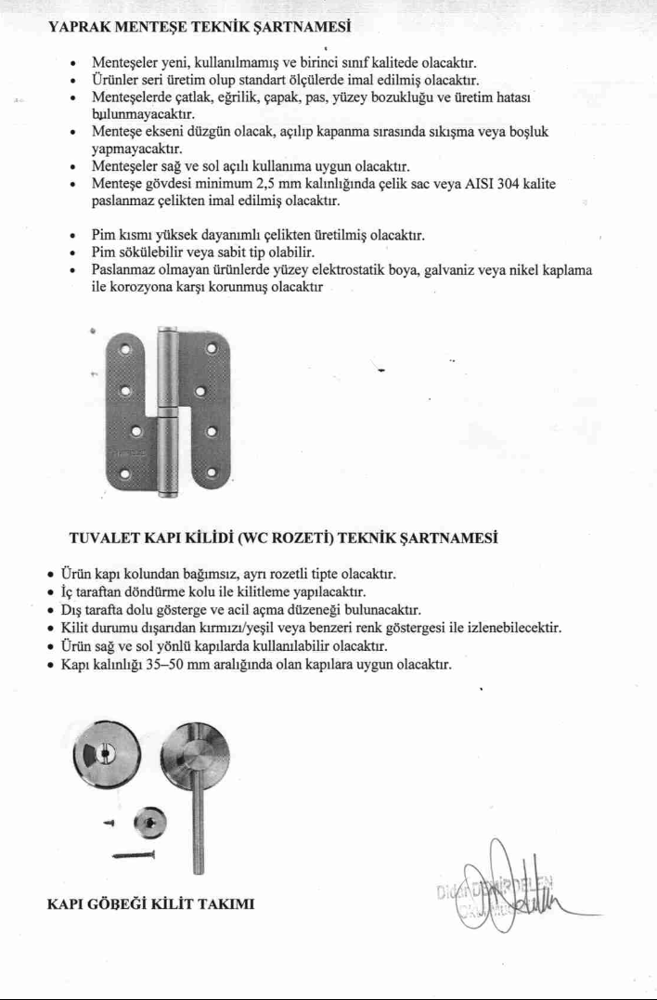 YAPRAK MENTEŞE TEKNİK ŞARTNAMESİ
• Menteşeler yeni, kullanılmamış ve birinci sınıf kalitede olacaktır.
• Ürünler seri üretim olup standart ölçülerde imal edilmiş olacaktır.
• Menteşelerde çatlak, eğrilik, çapak, pas, yüzey bozukluğu ve üretim hatası
bulunmayacaktır.
• Menteşe ekseni düzgün olacak, açılıp kapanma sırasında sıkışma veya boşluk
yapmayacaktır.
• Menteşeler sağ ve sol açılı kullanıma uygun olacaktır.
• Menteşe gövdesi minimum 2,5 mm kalınlığında çelik sac veya AISI 304 kalite
paslanmaz çelikten imal edilmiş olacaktır.
• Pim kısmı yüksek dayanımlı çelikten üretilmiş olacaktır.
• Pim sökülebilir veya sabit tip olabilir.
• Paslanmaz olmayan ürünlerde yüzey elektrostatik boya, galvaniz veya nikel kaplama
ile korozyona karşı korunmuş olacaktır
TUVALET KAPI KİLİDİ (WC ROZETİ) TEKNİK ŞARTNAMESİ
• Ürün kapı kolundan bağımsız, ayrı rozetli tipte olacaktır.
• İç taraftan döndürme kolu ile kilitleme yapılacaktır.
• Dış tarafta dolu gösterge ve acil açma düzeneği bulunacaktır.
• Kilit durumu dışarıdan kırmızı/yeşil veya benzeri renk göstergesi ile izlenebilecektir.
• Ürün sağ ve sol yönlü kapılarda kullanılabilir olacaktır.
• Kapı kalınlığı 35–50 mm aralığında olan kapılara uygun olacaktır.
KAPI GÖBEĞİ KİLİT TAKIMI